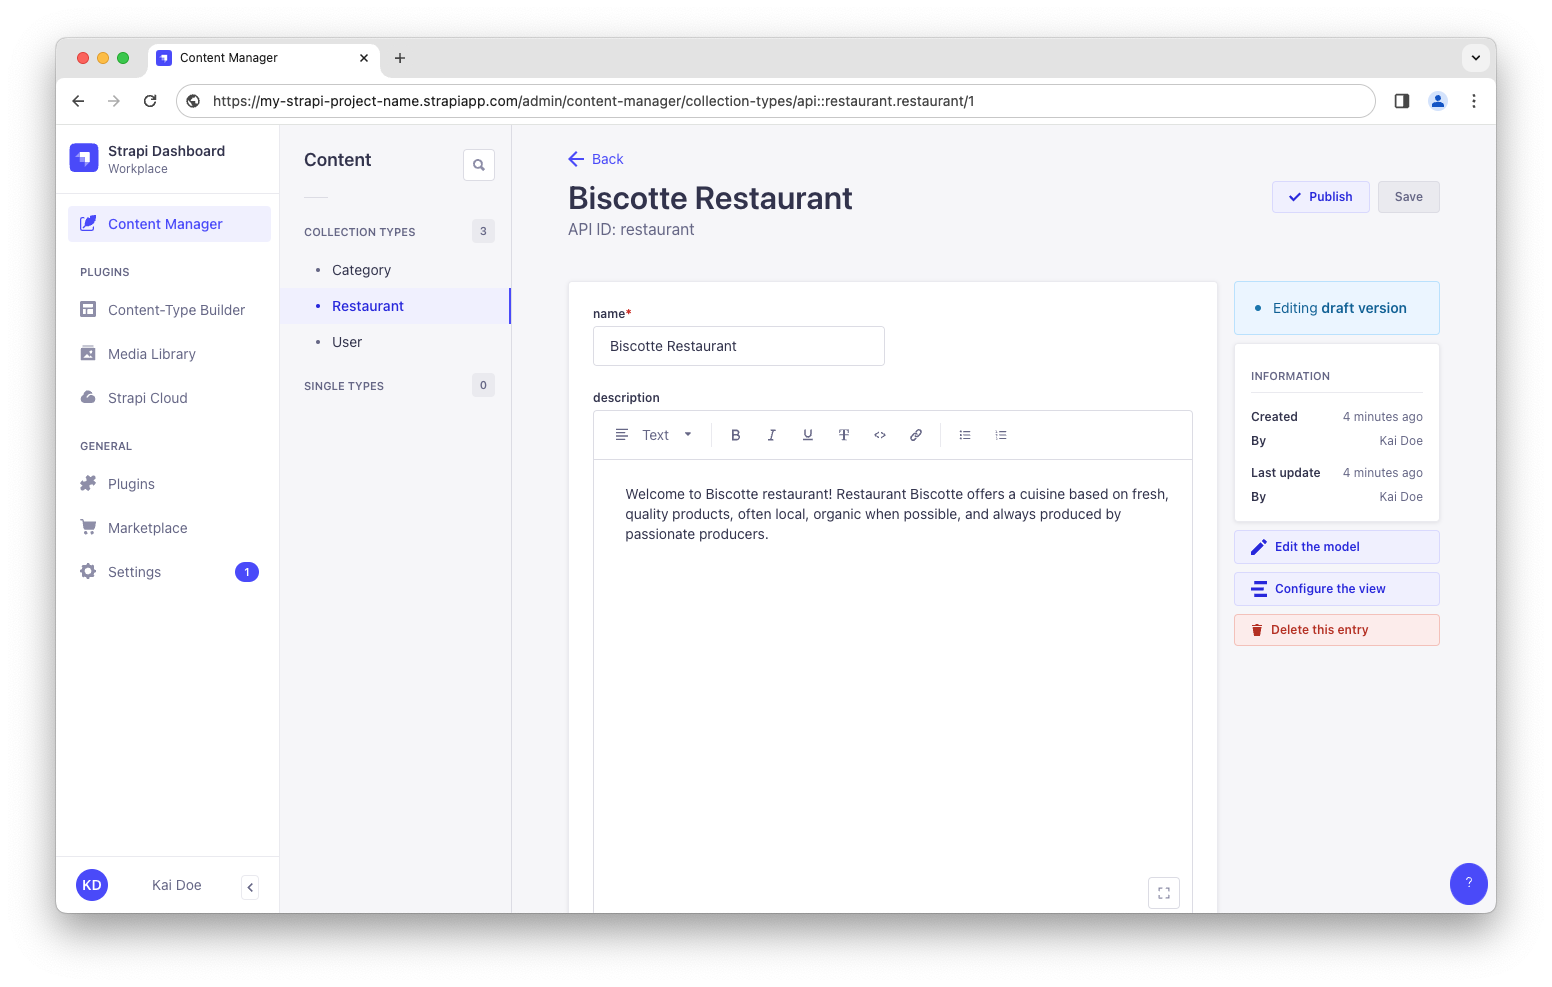 Content Manager
https://my-strapi-project-name.strapiapp.com/admin/content-manager/collection-types/api::restaurant.restaurant/1
Strapi Dashboard
Workplace
Content Manager
PLUGINS
Content-Type Builder
Media Library
Strapi Cloud
GENERAL
Plugins
Marketplace
Settings
1
KD
Kai Doe
Content
COLLECTION TYPES
3
Category
Restaurant
User
SINGLE TYPES
0
Back
Biscotte Restaurant
API ID: restaurant
Publish
Save
name*
Biscotte Restaurant
description
Text
B
I
U
T
Welcome to Biscotte restaurant! Restaurant Biscotte offers a cuisine based on fresh,
quality products, often local, organic when possible, and always produced by
passionate producers.
Editing draft version
INFORMATION
Created
4 minutes ago
By
Kai Doe
Last update
4 minutes ago
By
Kai Doe
Edit the model
Configure the view
Delete this entry
?